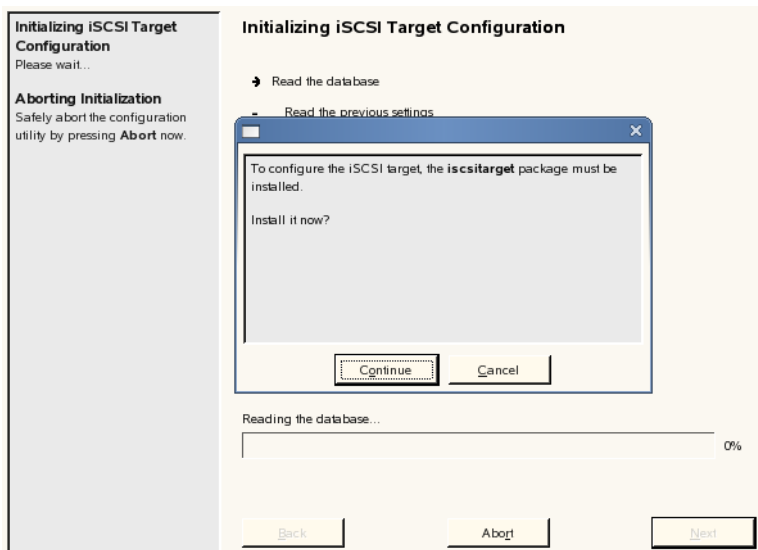 Initializing iSCSI Target
Configuration
Please wait...
Aborting Initialization
Safely abort the configuration
utility by pressing Abort now.
Initializing iSCSI Target Configuration
Read the database
- Read the previous settings
To configure the iSCSI target, the iscsitarget package must be
installed.
Install it now?
Continue
Cancel
Reading the database...
0%
Back
Abort
Next